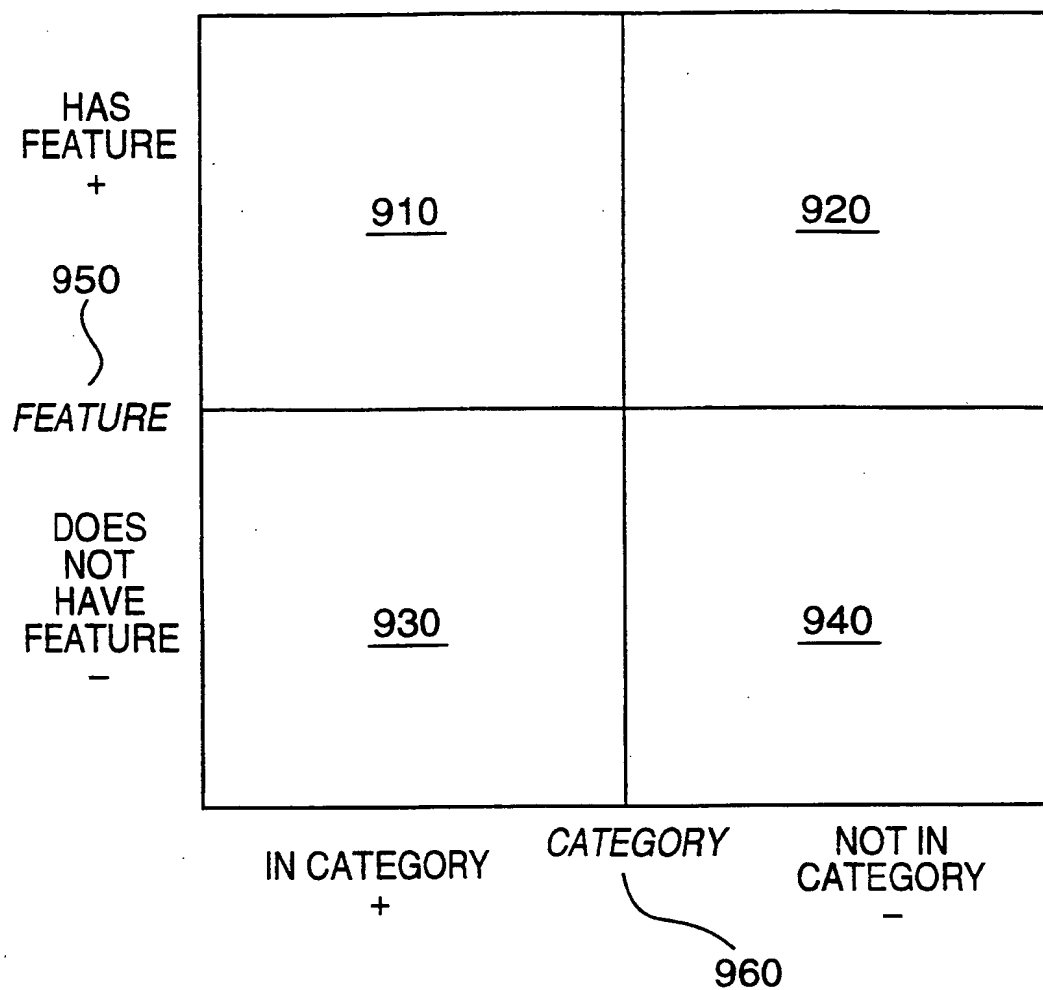 HAS
FEATURE
+
910
920
950
FEATURE
DOES
NOT
HAVE
FEATURE
−
930
940
IN CATEGORY
+
CATEGORY
NOT IN
CATEGORY
−
960